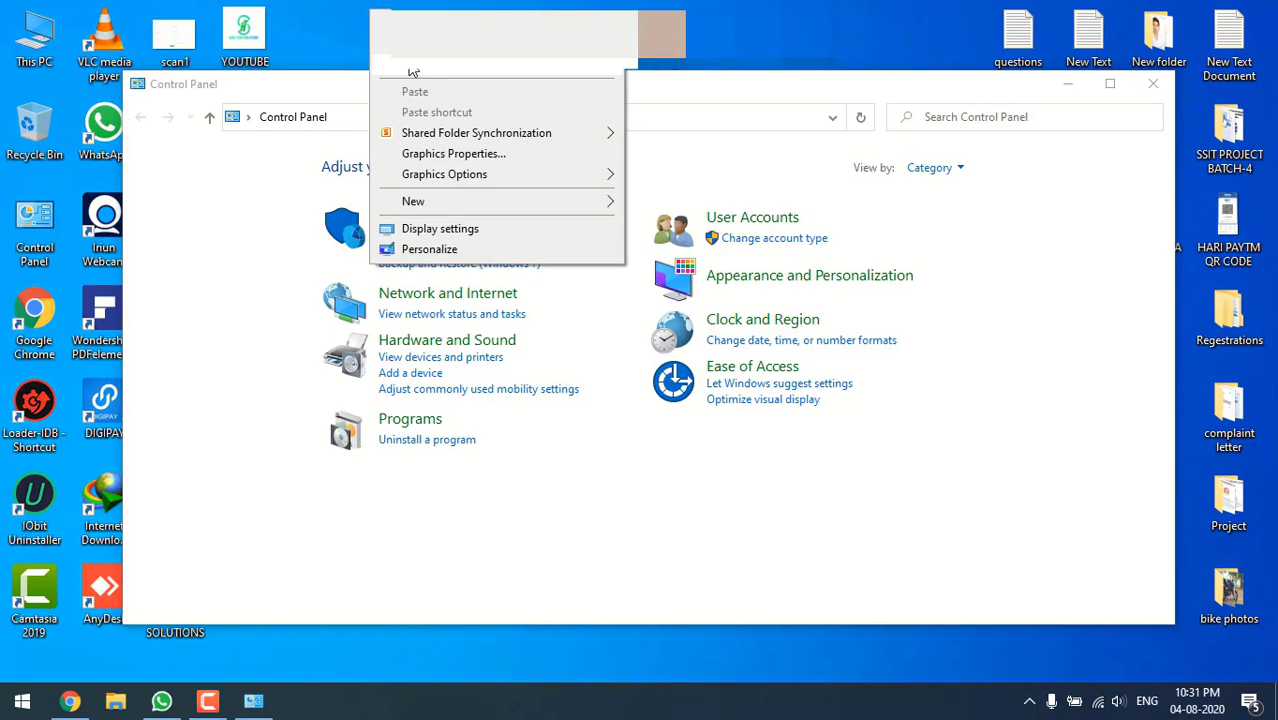 This PC
VLC media
player
scan1
YOUTUBE
questions
New Text
New folder
New Text
Document
Control Panel
Recycle Bin
WhatsAp
SSIT PROJECT
BATCH-4
Control Panel
Search Control Panel
Paste
Paste shortcut
Shared Folder Synchronization
Graphics Properties...
Graphics Options
New
Display settings
Personalize
Adjust y
View by:
Category
Control
Panel
Iriun
Webcan
HARI PAYTM
QR CODE
User Accounts
Change account type
Network and Internet
View network status and tasks
Appearance and Personalization
Hardware and Sound
View devices and printers
Add a device
Adjust commonly used mobility settings
Clock and Region
Change date, time, or number formats
Programs
Uninstall a program
Ease of Access
Let Windows suggest settings
Optimize visual display
Google
Chrome
Wondersh
PDFelemen
Regestrations
Loader-IDB -
Shortcut
DIGIPAY
complaint
letter
IObit
Uninstaller
Internet
Downlo...
Project
Camtasia
2019
AnyDes
SOLUTIONS
bike photos
ENG
10:31 PM
04-08-2020
5